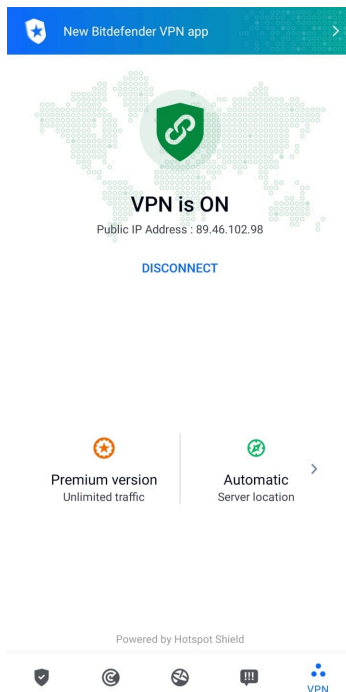 New Bitdefender VPN app
VPN is ON
Public IP Address : 89.46.102.98
DISCONNECT
Premium version
Unlimited traffic
Automatic
Server location
Powered by Hotspot Shield
VPN